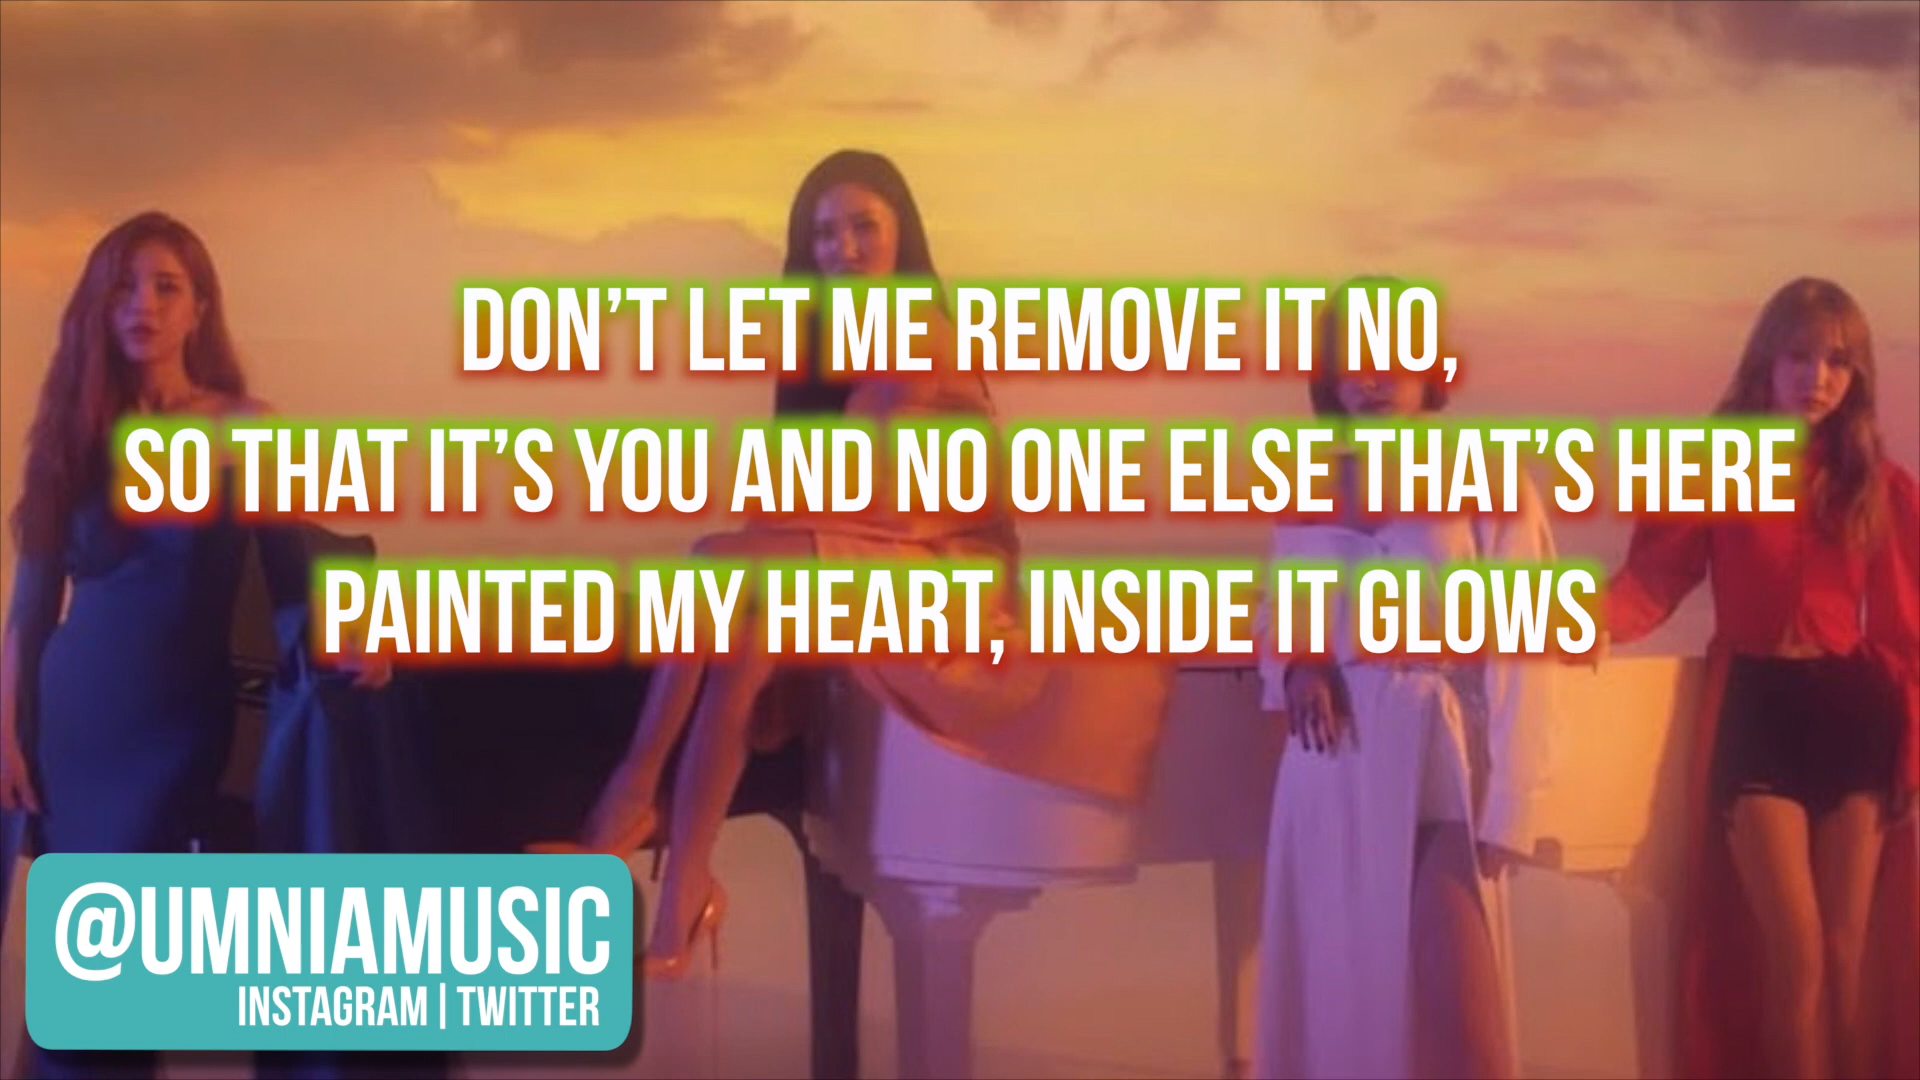 DON'T LET ME REMOVE IT NO,
SO THAT IT'S YOU AND NO ONE ELSE THAT'S HERE
PAINTED MY HEART, INSIDE IT GLOWS
@UMNIAMUSIC
INSTAGRAM | TWITTER